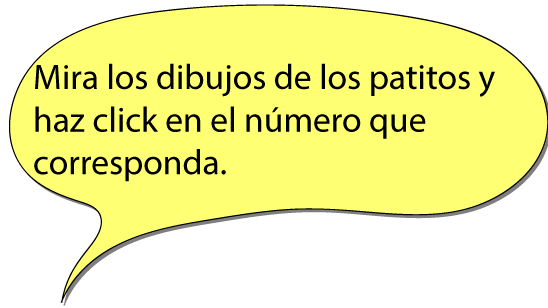 Mira los dibujos de los patitos y
haz click en el número que
corresponda.